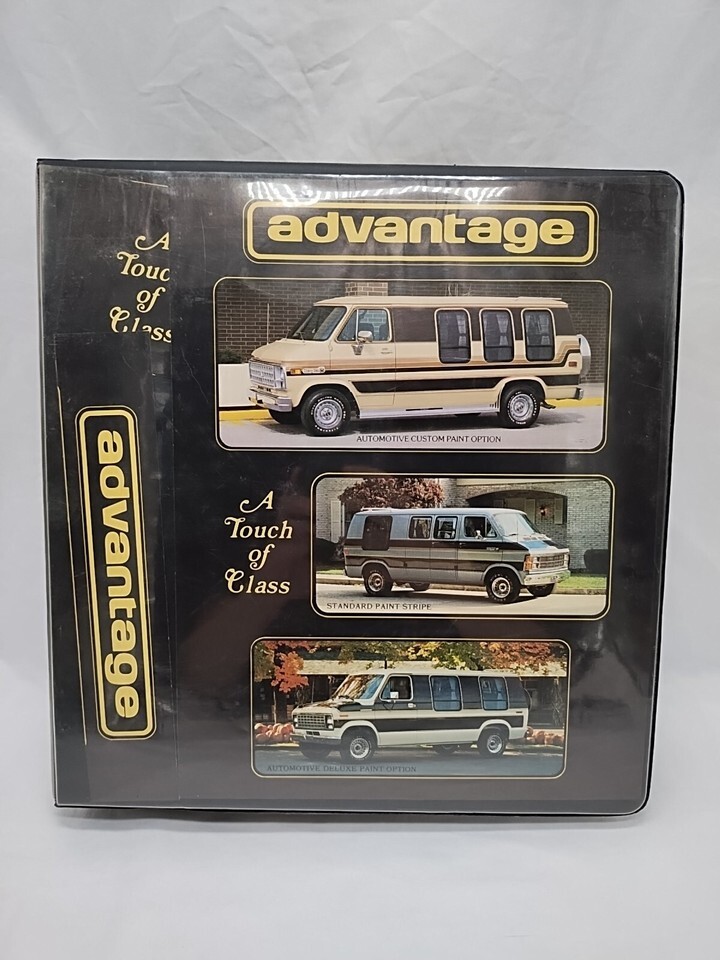 advantage
AUTOMOTIVE CUSTOM PAINT OPTION
A
Touch
of
Class
STANDARD PAINT STRIPE
AUTOMOTIVE DELUXE PAINT OPTION
A
Touc
of
Class
advantage